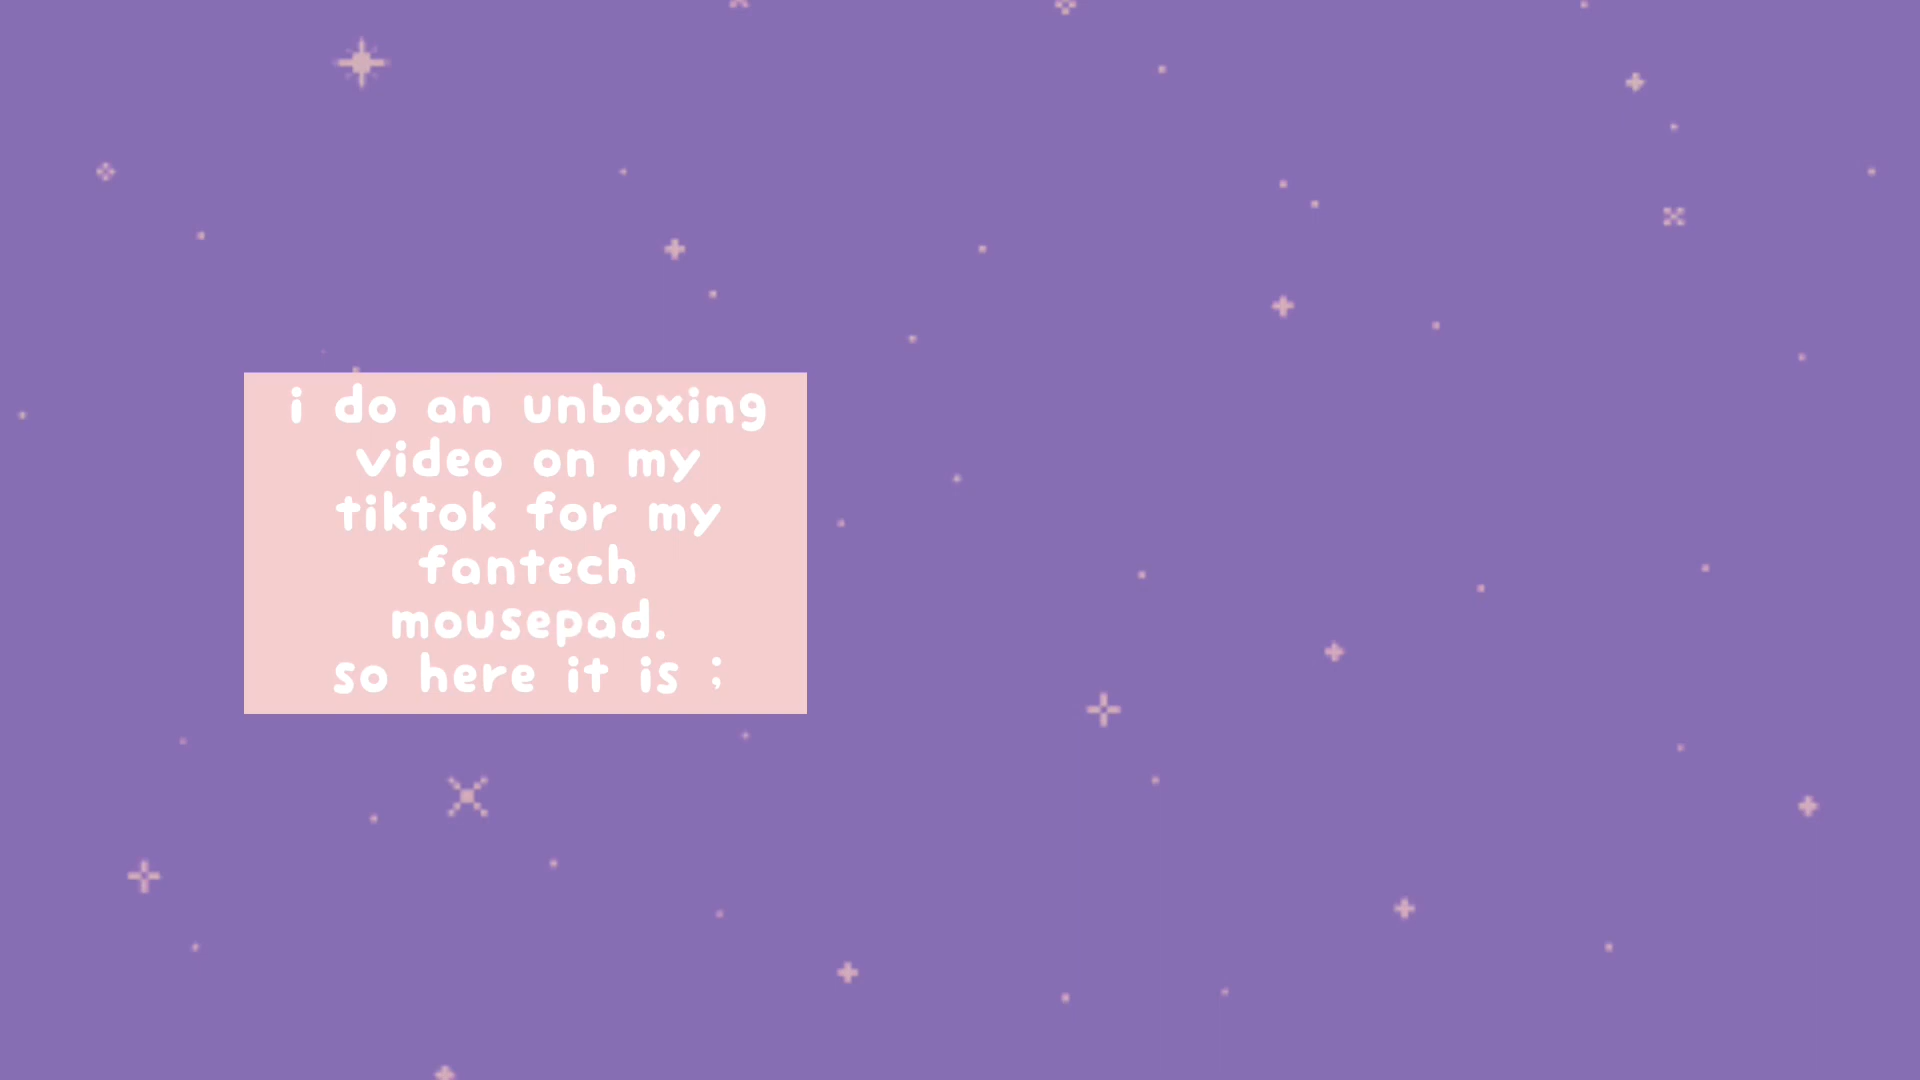 i do an unboxing
video on my
tiktok for my
fantech
mousepad.
so here it is ;